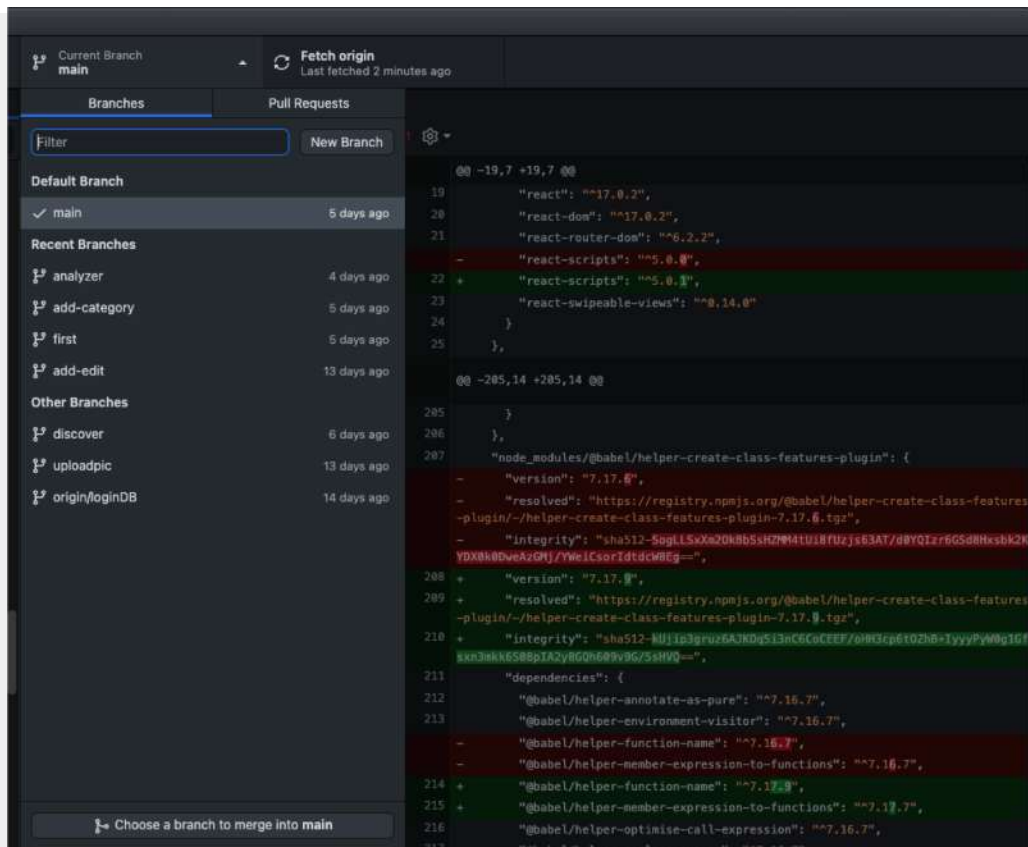 Current Branch
main
Fetch origin
Last fetched 2 minutes ago
Branches
Pull Requests
Filter
New Branch
Default Branch
main
5 days ago
Recent Branches
analyzer
4 days ago
add-category
5 days ago
first
5 days ago
add-edit
13 days ago
Other Branches
discover
6 days ago
uploadpic
13 days ago
origin/loginDB
14 days ago
Choose a branch to merge into main
@@ -19,7 +19,7 @@
19 "react": "^17.0.2",
20 "react-dom": "^17.0.2",
21 "react-router-dom": "^6.2.2",
- "react-scripts": "^5.0.0",
22 + "react-scripts": "^5.0.1",
23 "react-swipeable-views": "^0.14.0"
24 }
25 },
@@ -205,14 +205,14 @@
205 }
206 },
207 "node_modules/@babel/helper-create-class-features-plugin": {
- "version": "7.17.6",
- "resolved": "https://registry.npmjs.org/@babel/helper-create-class-features
-plugin/-/helper-create-class-features-plugin-7.17.6.tgz",
- "integrity": "sha512-
208 + "version": "7.17.9",
209 + "resolved": "https://registry.npmjs.org/@babel/helper-create-class-features
-plugin/-/helper-create-class-features-plugin-7.17.9.tgz",
210 + "integrity": "sha512-
211 "dependencies": {
212 "@babel/helper-annotate-as-pure": "^7.16.7",
213 "@babel/helper-environment-visitor": "^7.16.7",
- "@babel/helper-function-name": "^7.16.7",
- "@babel/helper-member-expression-to-functions": "^7.16.7",
214 + "@babel/helper-function-name": "^7.17.9",
215 + "@babel/helper-member-expression-to-functions": "^7.17.7",
216 "@babel/helper-optimise-call-expression": "^7.16.7",